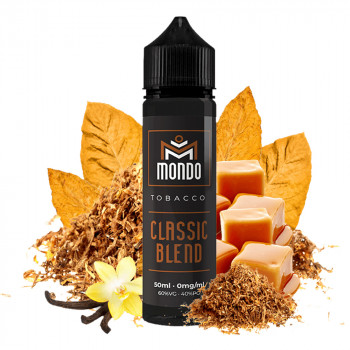 MONDO
TOBACCO
CLASSIC
BLEND
50ml · 0mg/mL
60%VG - 40%PG